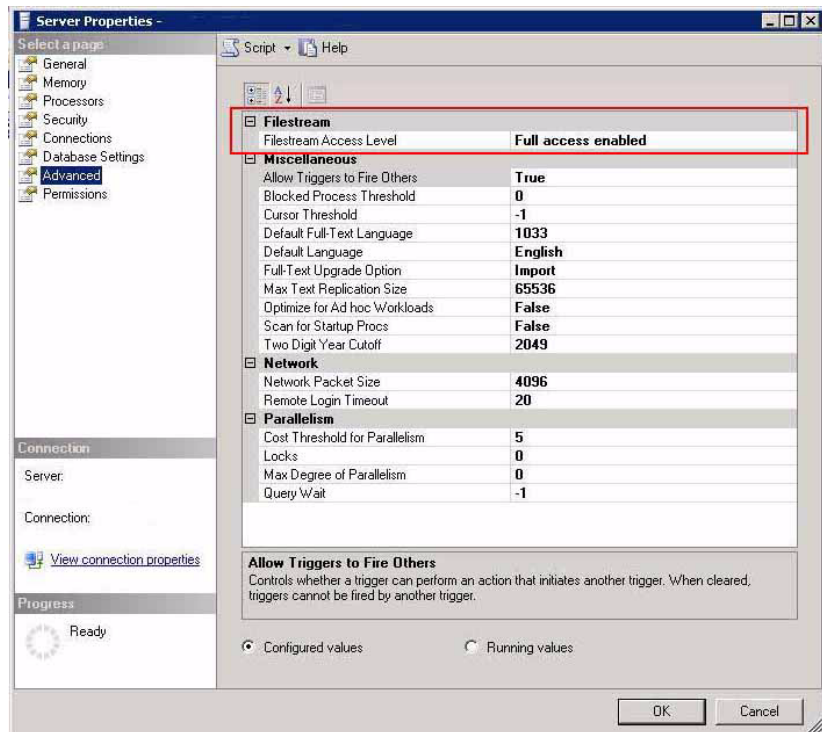 Server Properties -
Select a page
General
Memory
Processors
Security
Connections
Database Settings
Advanced
Permissions
Script Help
Filestream
Filestream Access Level Full access enabled
Miscellaneous
Allow Triggers to Fire Others True
Blocked Process Threshold 0
Cursor Threshold -1
Default Full-Text Language 1033
Default Language English
Full-Text Upgrade Option Import
Max Text Replication Size 65536
Optimize for Ad hoc Workloads False
Scan for Startup Procs False
Two Digit Year Cutoff 2049
Network
Network Packet Size 4096
Remote Login Timeout 20
Parallelism
Cost Threshold for Parallelism 5
Locks 0
Max Degree of Parallelism 0
Query Wait -1
Connection
Server:
Connection:
View connection properties
Progress
Ready
Allow Triggers to Fire Others
Controls whether a trigger can perform an action that initiates another trigger. When cleared,
triggers cannot be fired by another trigger.
Configured values Running values
OK Cancel